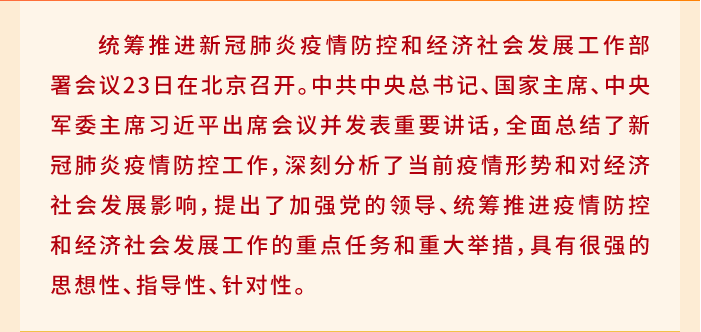 统筹推进新冠肺炎疫情防控和经济社会发展工作部
署会议23日在北京召开。中共中央总书记、国家主席、中央
军委主席习近平出席会议并发表重要讲话，全面总结了新
冠肺炎疫情防控工作，深刻分析了当前疫情形势和对经济
社会发展影响，提出了加强党的领导、统筹推进疫情防控
和经济社会发展工作的重点任务和重大举措，具有很强的
思想性、指导性、针对性。